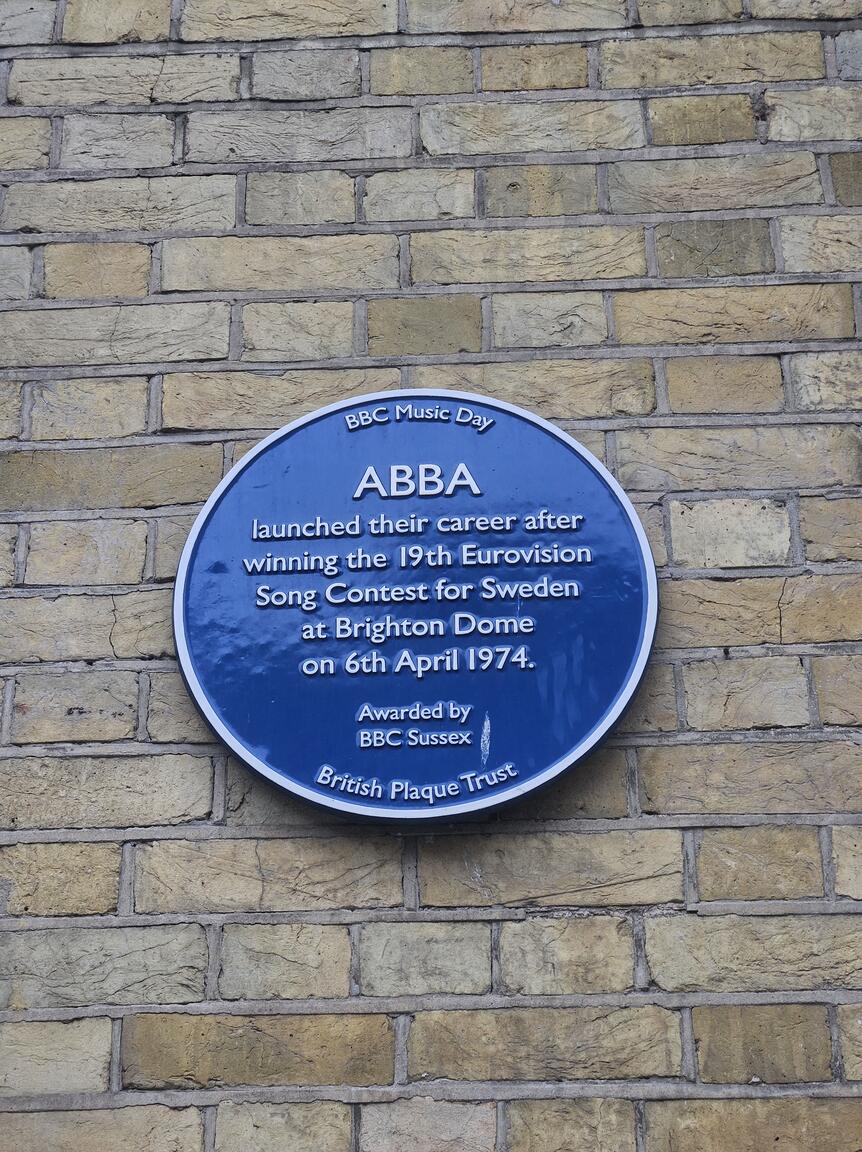 BBC Music Day
ABBA
launched their career after
winning the 19th Eurovision
Song Contest for Sweden
at Brighton Dome
on 6th April 1974.
Awarded by
BBC Sussex
British Plaque Trust